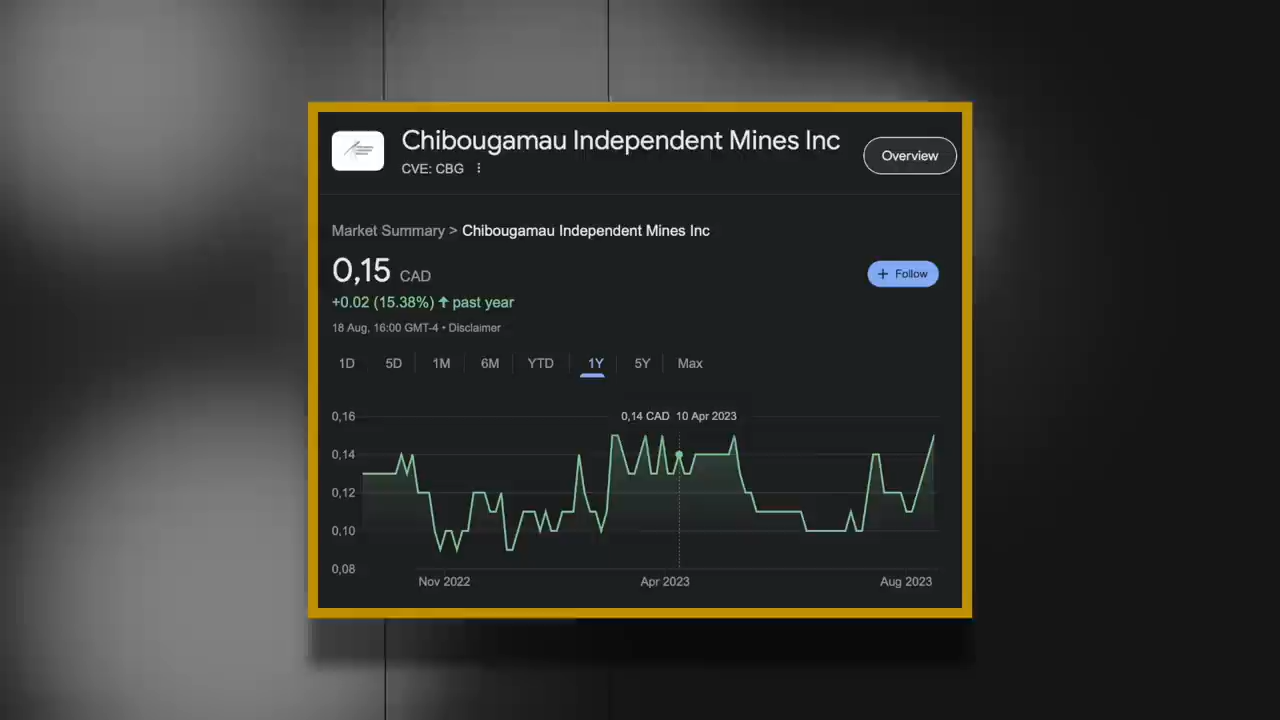 Chibougamau Independent Mines Inc
CVE: CBG
Overview
Market Summary > Chibougamau Independent Mines Inc
0,15 CAD
+ Follow
+0.02 (15.38%) ↑ past year
18 Aug, 16:00 GMT-4 • Disclaimer
1D 5D 1M 6M YTD 1Y 5Y Max
0,14 CAD 10 Apr 2023
0,16
0,14
0,12
0,10
0,08
Nov 2022 Apr 2023 Aug 2023